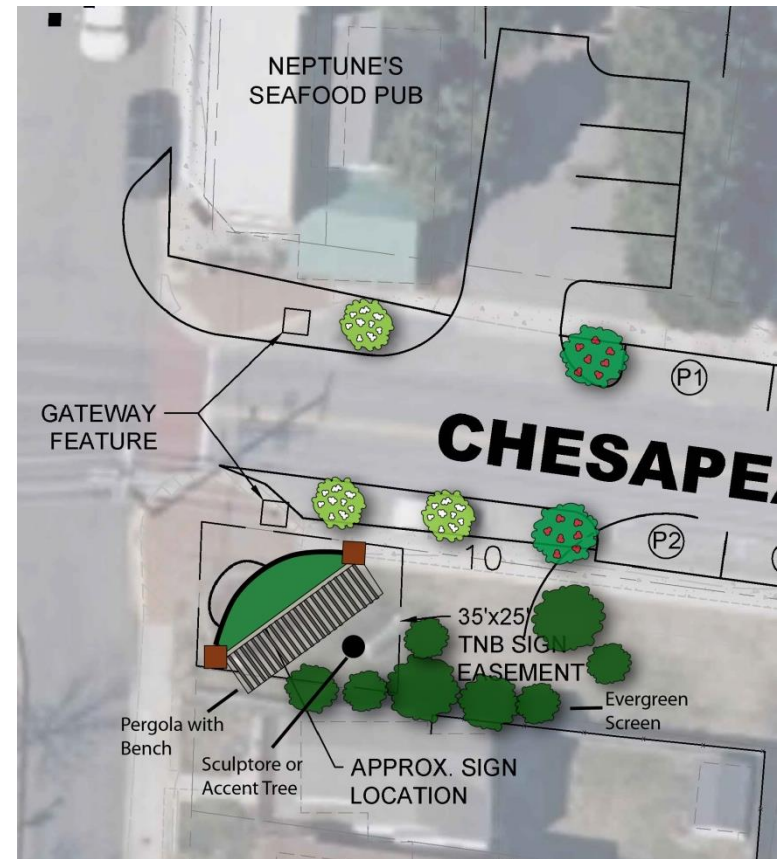 NEPTUNE'S
SEAFOOD PUB
P1
GATEWAY
FEATURE
CHESAPEA
P2
10
35'x25'
TNB SIGN
EASEMENT
Evergreen
Screen
Pergola with
Bench
Sculptore or
Accent Tree
APPROX. SIGN
LOCATION